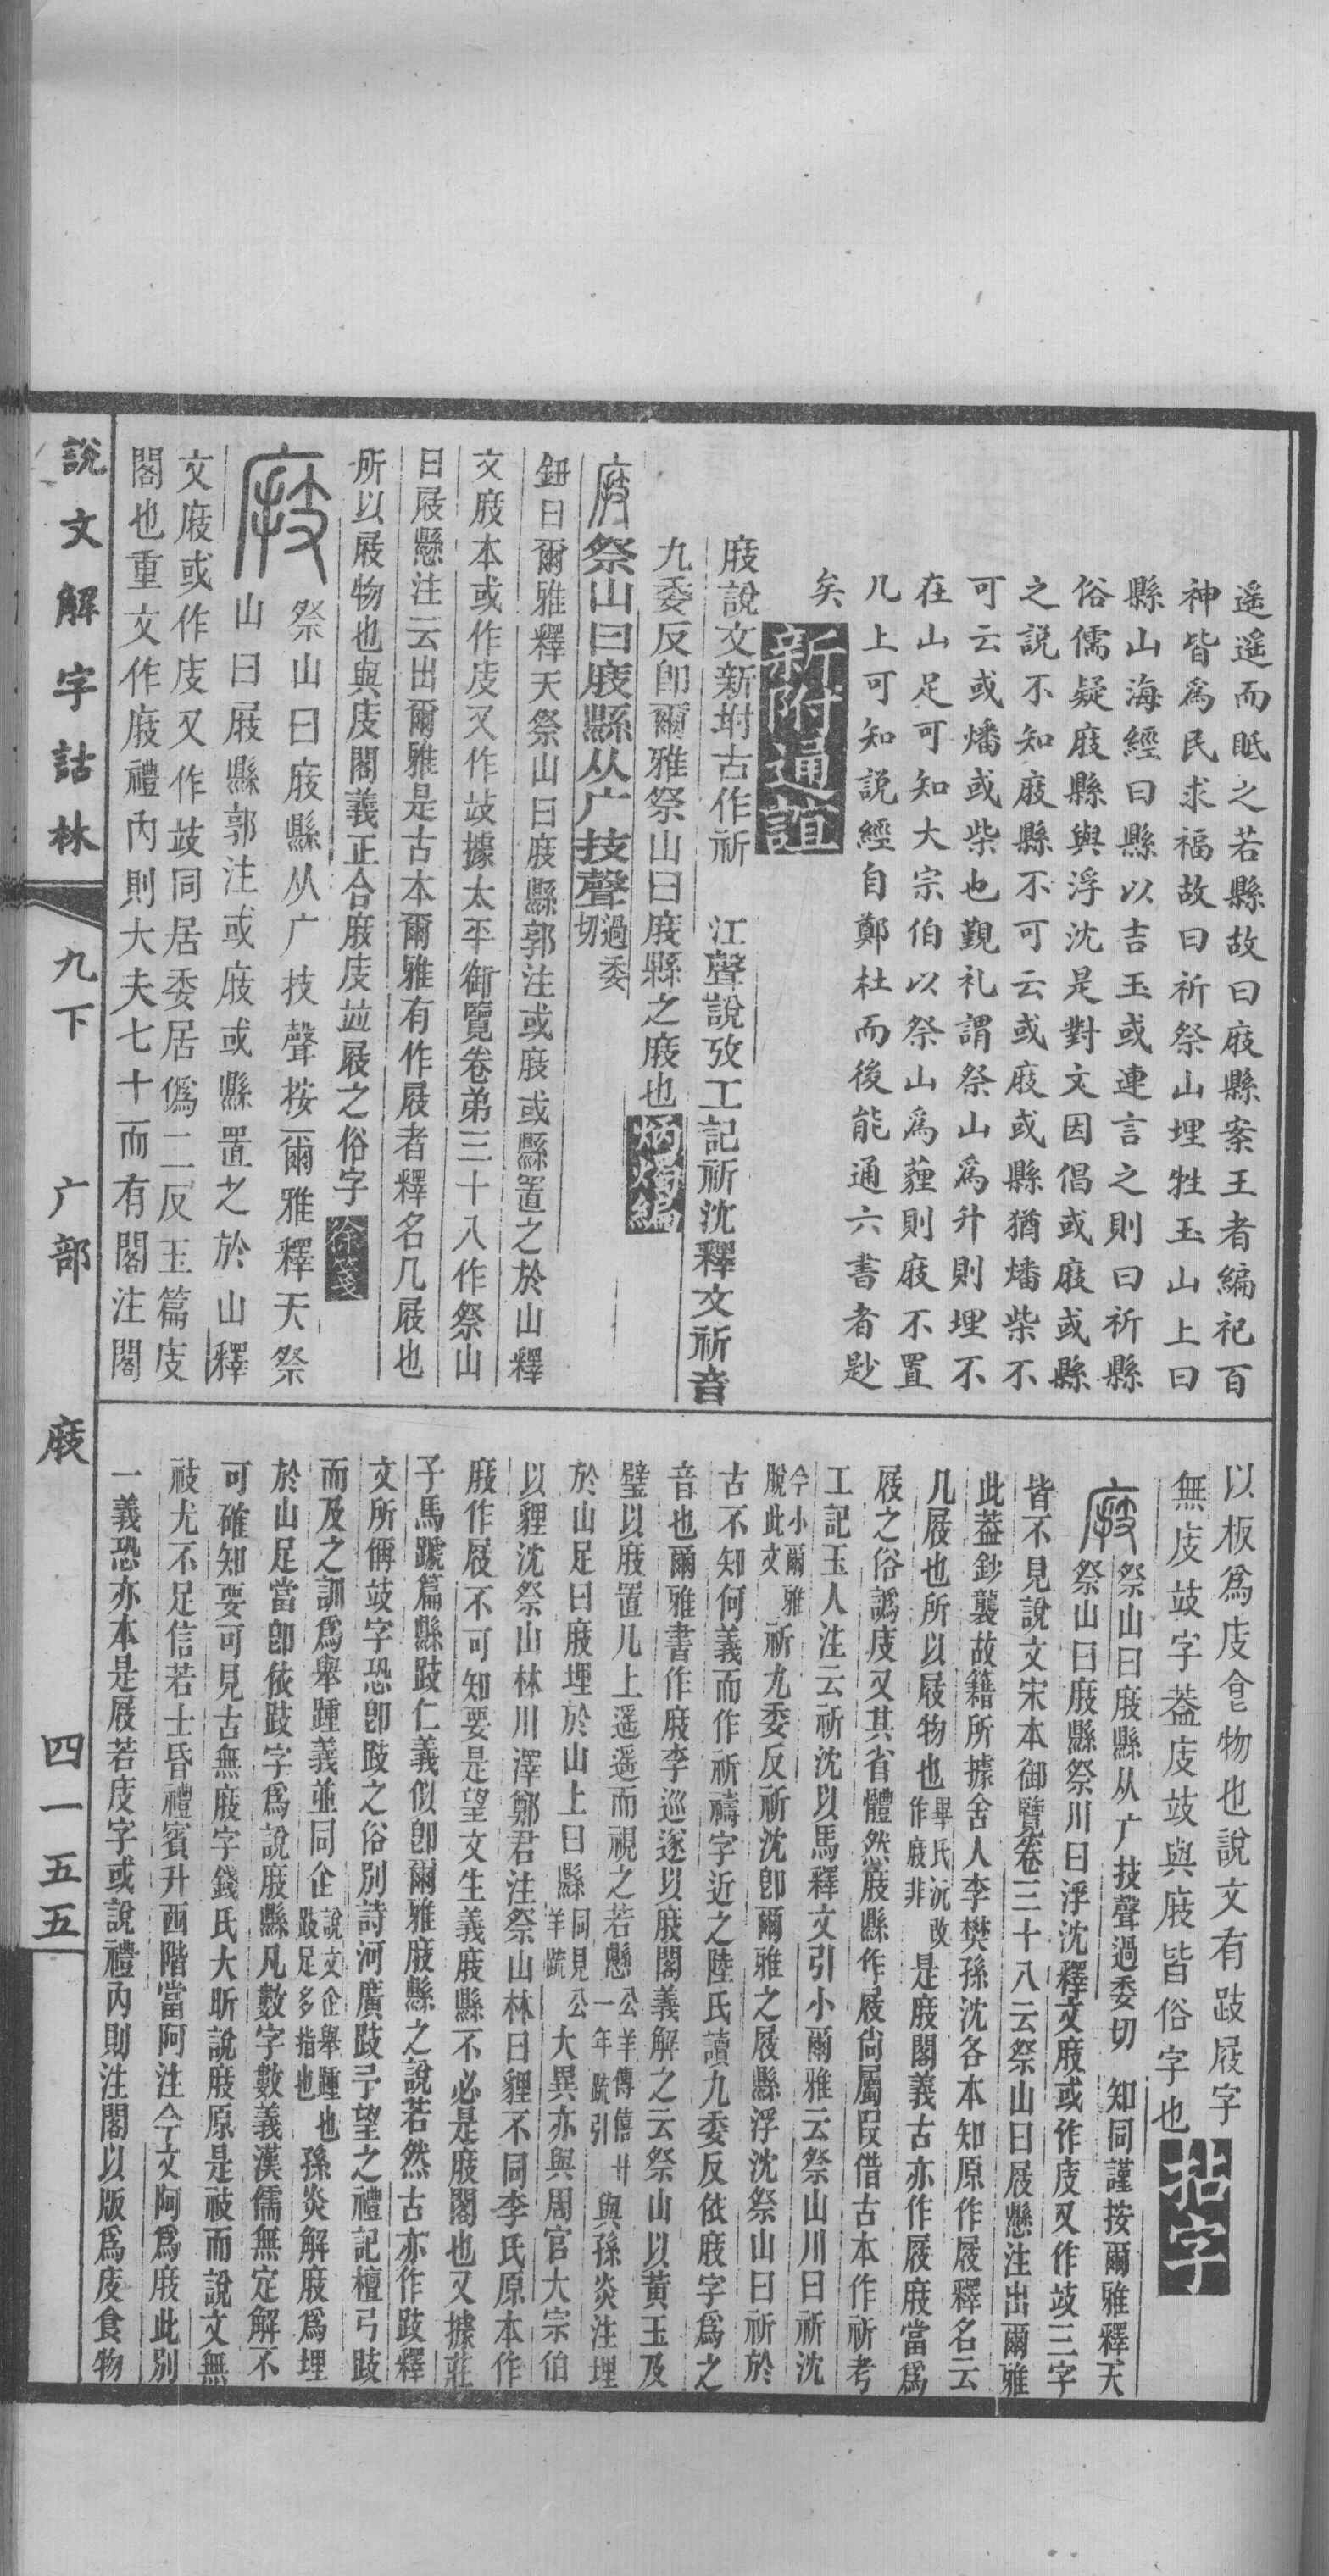 遥遥而眂之若縣故曰庪縣案王者編祀百
神皆爲民求福故曰祈祭山埋牲玉山上曰
縣山海經曰縣以吉玉或連言之則曰祈縣
俗儒疑庪縣與浮沈是對文因倡或庪或縣
之説不知庪縣不可云或庪或縣猶燔柴不
可云或燔或柴也覲礼謂祭山爲升則埋不
在山足可知大宗伯以祭山爲薶則庪不置
几上可知説經自鄭杜而後能通六書者尟
矣
新附通誼
庪說文新坿古作祈　江聲說攷工記祈沈釋文祈音
九委反卽爾雅祭山曰庪縣之庪也炳燭編
庪祭山曰庪縣从广技聲過委切
鈕曰爾雅釋天祭山曰庪縣郭注或庪或縣置之於山釋
文庪本或作庋又作攱據太平御覽卷弟三十八作祭山
曰屐懸注云出爾雅是古本爾雅有作屐者釋名几屐也
所以屐物也與庋閣義正合庪庋竝屐之俗字徐箋
庪祭山曰庪縣从广技聲按爾雅釋天祭
山曰屐縣郭注或庪或縣置之於山釋
文庪或作庋又作攱同居委居僞二反玉篇庋
閣也重文作庪禮內則大夫七十而有閣注閣
以板爲庋食物也說文有跂屐字
無庋攱字葢庋攱與庪皆俗字也拈字
庪祭山曰庪縣从广技聲過委切　知同謹按爾雅釋天
祭山曰庪縣祭川曰浮沈釋文庪或作庋又作攱三字
皆不見說文宋本御覽卷三十八云祭山曰屐懸注出爾雅
此葢鈔襲故籍所據舍人李樊孫沈各本知原作屐釋名云
几屐也所以屐物也畢氏沅改作庪非是庪閣義古亦作屐庪當爲
屐之俗譌庋又其省體然庪縣作屐尙屬叚借古本作祈考
工記玉人注云祈沈以馬釋文引小爾雅云祭山川曰祈沈
今小爾雅脫此文祈九委反祈沈卽爾雅之屐縣浮沈祭山曰祈於
古不知何義而作祈禱字近之陸氏讀九委反依庪字爲之
音也爾雅書作庪李巡遂以庪閣義解之云祭山以黃玉及
璧以庪置几上遥遥而視之若懸公羊傳僖卅一年疏引與孫炎注埋
於山足曰庪埋於山上曰縣同見公羊疏大異亦與周官大宗伯
以貍沈祭山林川澤鄭君注祭山林曰貍不同李氏原本作
庪作屐不可知要是望文生義庪縣不必是庪閣也又據莊
子馬蹏篇縣跂仁義似卽爾雅庪縣之說若然古亦作跂釋
文所偁攱字恐卽跂之俗別詩河廣跂予望之禮記檀弓跂
而及之訓爲舉踵義並同企說文企舉踵也跂足多指也孫炎解庪爲埋
於山足當卽依跂字爲說庪縣凡數字數義漢儒無定解不
可確知要可見古無庪字錢氏大昕說庪原是祪而說文無
祪尤不足信若士昏禮賓升西階當阿注今文阿爲庪此別
一義恐亦本是屐若庋字或說禮內則注閣以版爲庋食物
說文解字詁林　九下　广部　庪　四一五五